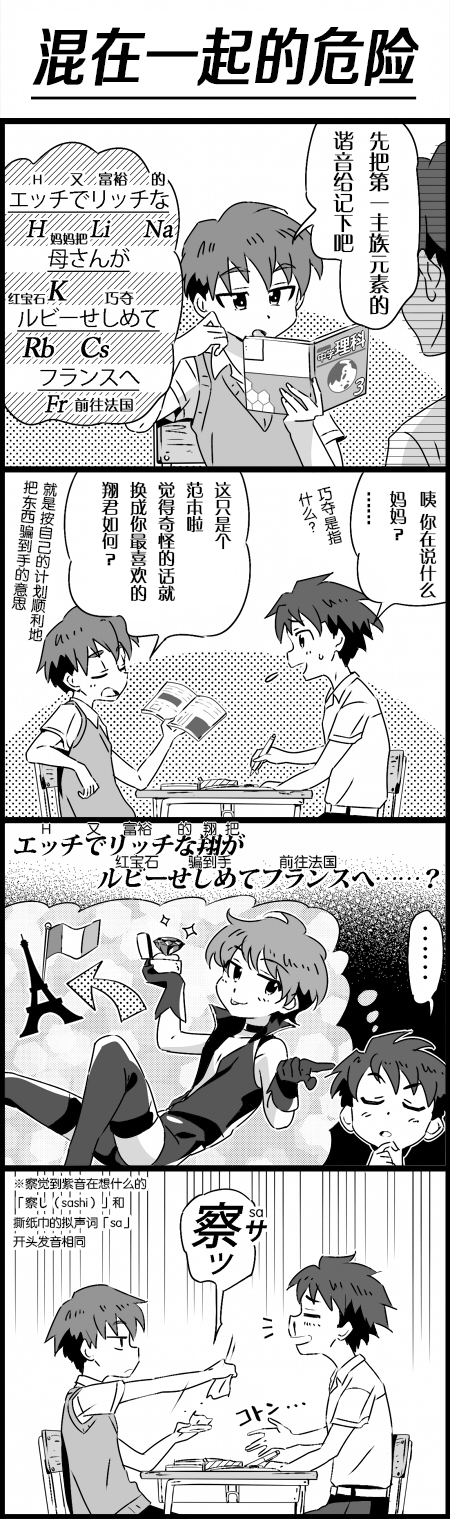 混在一起的危险
先把第一主族元素的
谐音给记下吧
H 又 富裕 的
エッチでリッチな
H Li Na
妈妈把
母さんが
K
红宝石 巧夺
ルビーせしめて
Rb Cs
フランスへ
Fr 前往法国
中学理科
3
咦 你在说什么
妈妈？
……
巧夺是指
什么？
这只是个
范本啦
觉得奇怪的话就
换成你最喜欢的
翔君如何？
就是按自己的计划顺利地
把东西骗到手的意思
H 又 富裕 的 翔 把
エッチでリッチな翔が
红宝石 骗到手 前往法国
ルビーせしめてフランスへ……？
……
※察觉到紫音在想什么的
「察し（sashi）」和
撕纸巾的拟声词「sa」
开头发音相同
sa
サ
察ッ
コトン…